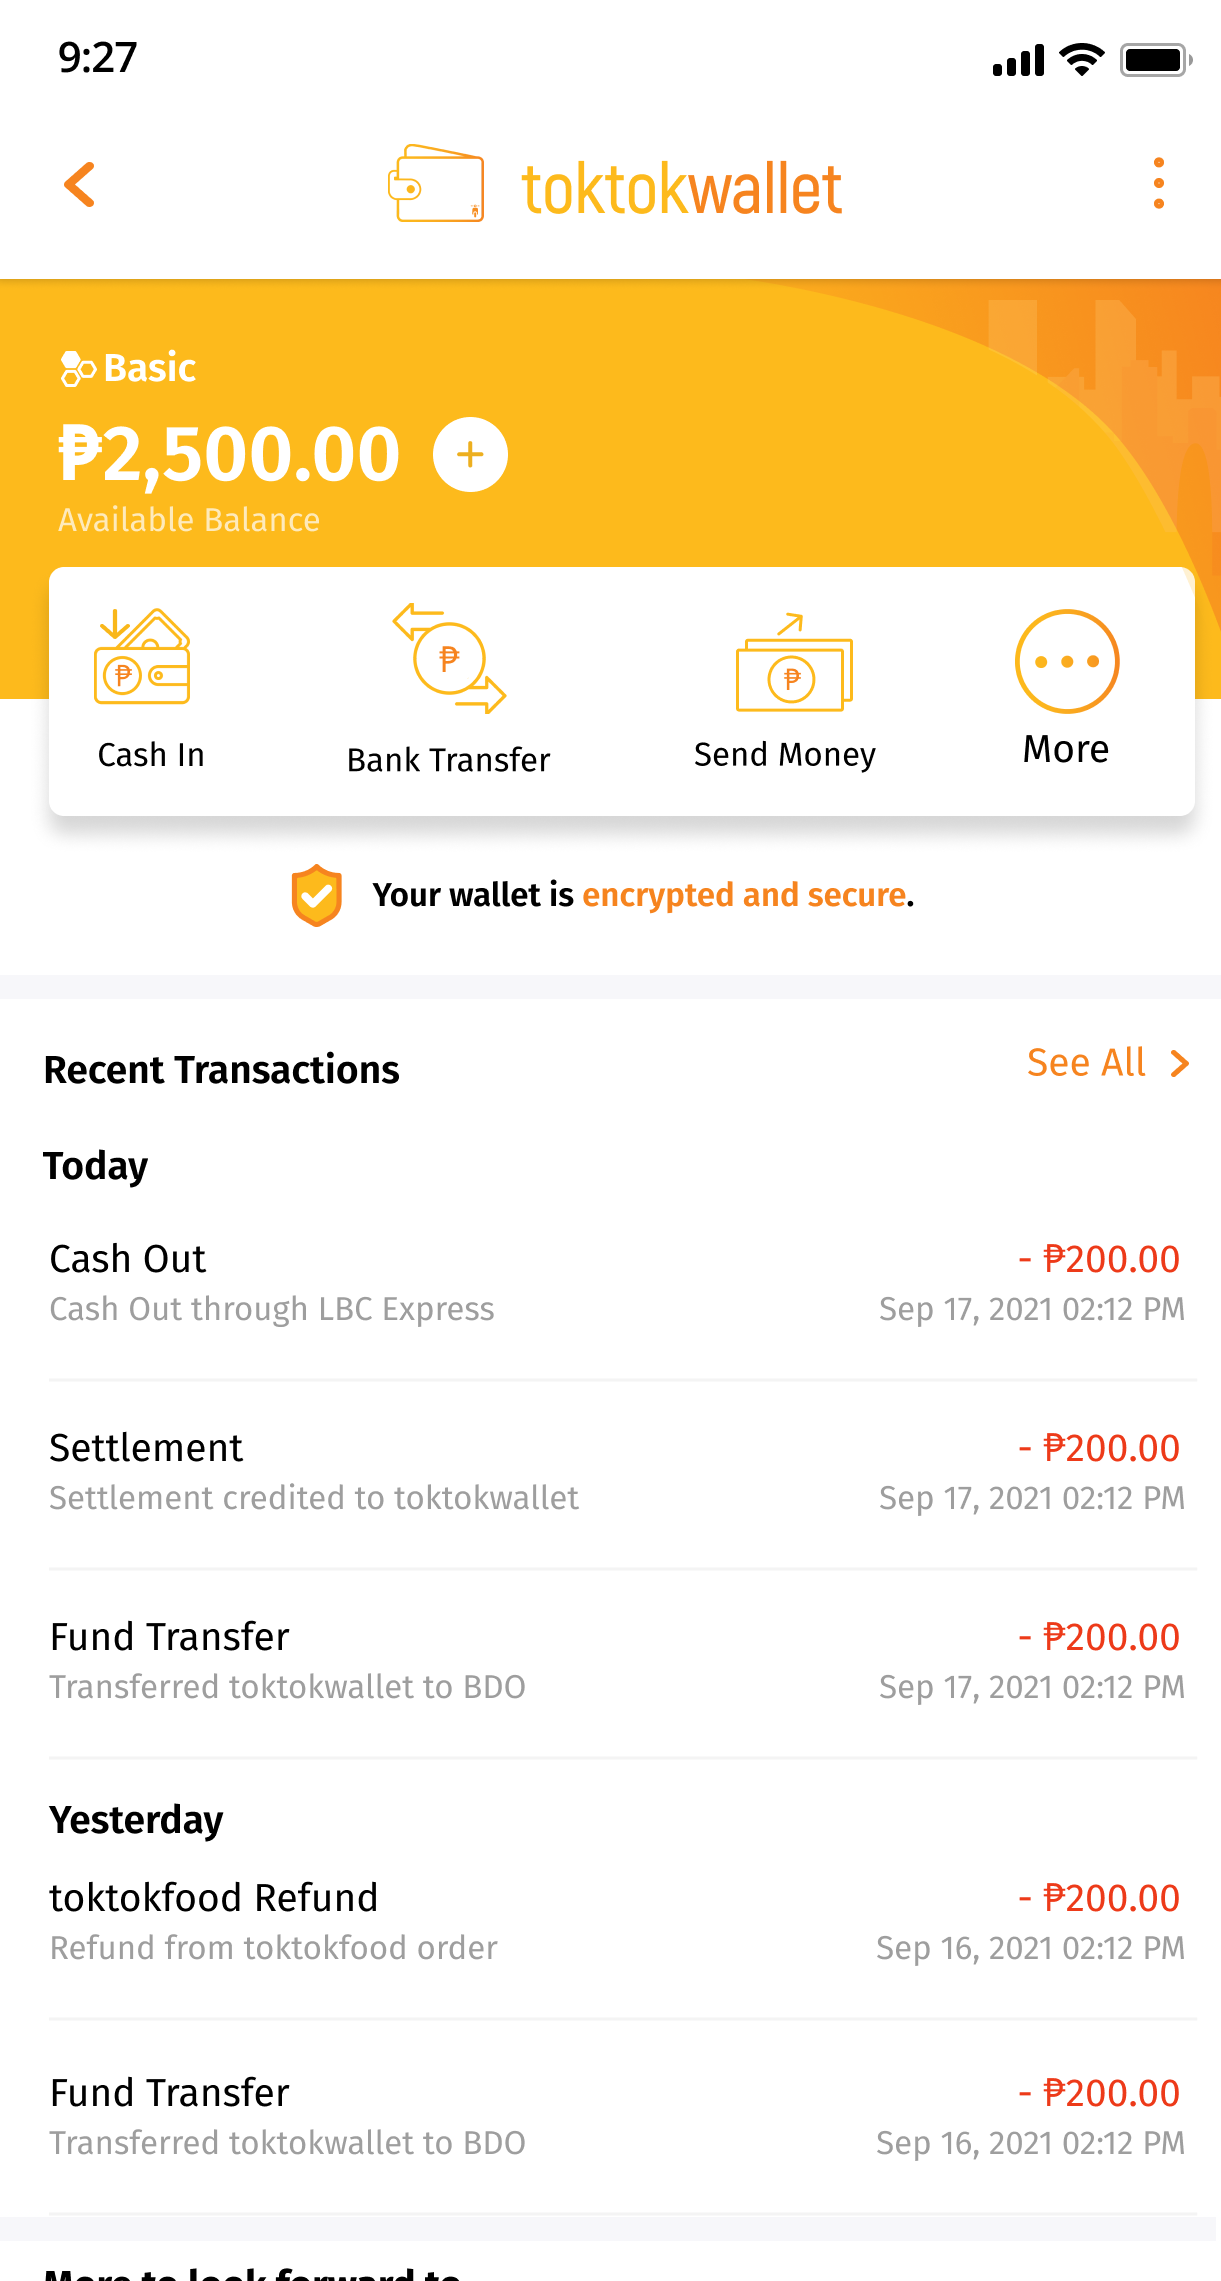 9:27
toktokwallet
Basic
₱2,500.00 +
Available Balance
₱ ₱ ₱
Cash In Bank Transfer Send Money More
Your wallet is encrypted and secure.
Recent Transactions See All
Today
Cash Out - ₱200.00
Cash Out through LBC Express Sep 17, 2021 02:12 PM
Settlement - ₱200.00
Settlement credited to toktokwallet Sep 17, 2021 02:12 PM
Fund Transfer - ₱200.00
Transferred toktokwallet to BDO Sep 17, 2021 02:12 PM
Yesterday
toktokfood Refund - ₱200.00
Refund from toktokfood order Sep 16, 2021 02:12 PM
Fund Transfer - ₱200.00
Transferred toktokwallet to BDO Sep 16, 2021 02:12 PM
More to look forward to